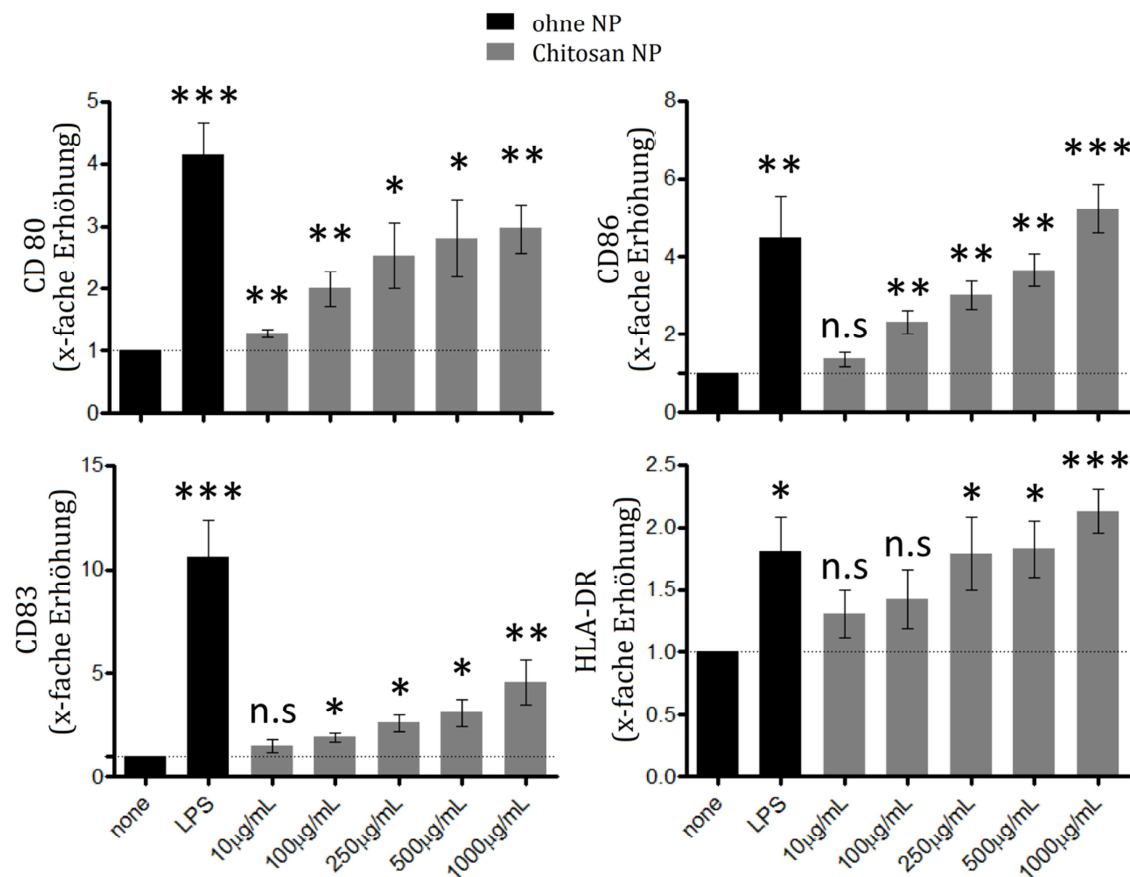 ohne NP
Chitosan NP
CD 80
(x-fache Erhöhung)
5
4
3
2
1
0
***
**
**
*
*
**
CD86
(x-fache Erhöhung)
8
6
4
2
0
**
n.s
**
**
**
***
CD83
(x-fache Erhöhung)
15
10
5
0
***
n.s
*
*
*
**
none
LPS
10µg/mL
100µg/mL
250µg/mL
500µg/mL
1000µg/mL
HLA-DR
(x-fache Erhöhung)
2.5
2.0
1.5
1.0
0.5
0.0
*
n.s
n.s
*
*
***
none
LPS
10µg/mL
100µg/mL
250µg/mL
500µg/mL
1000µg/mL